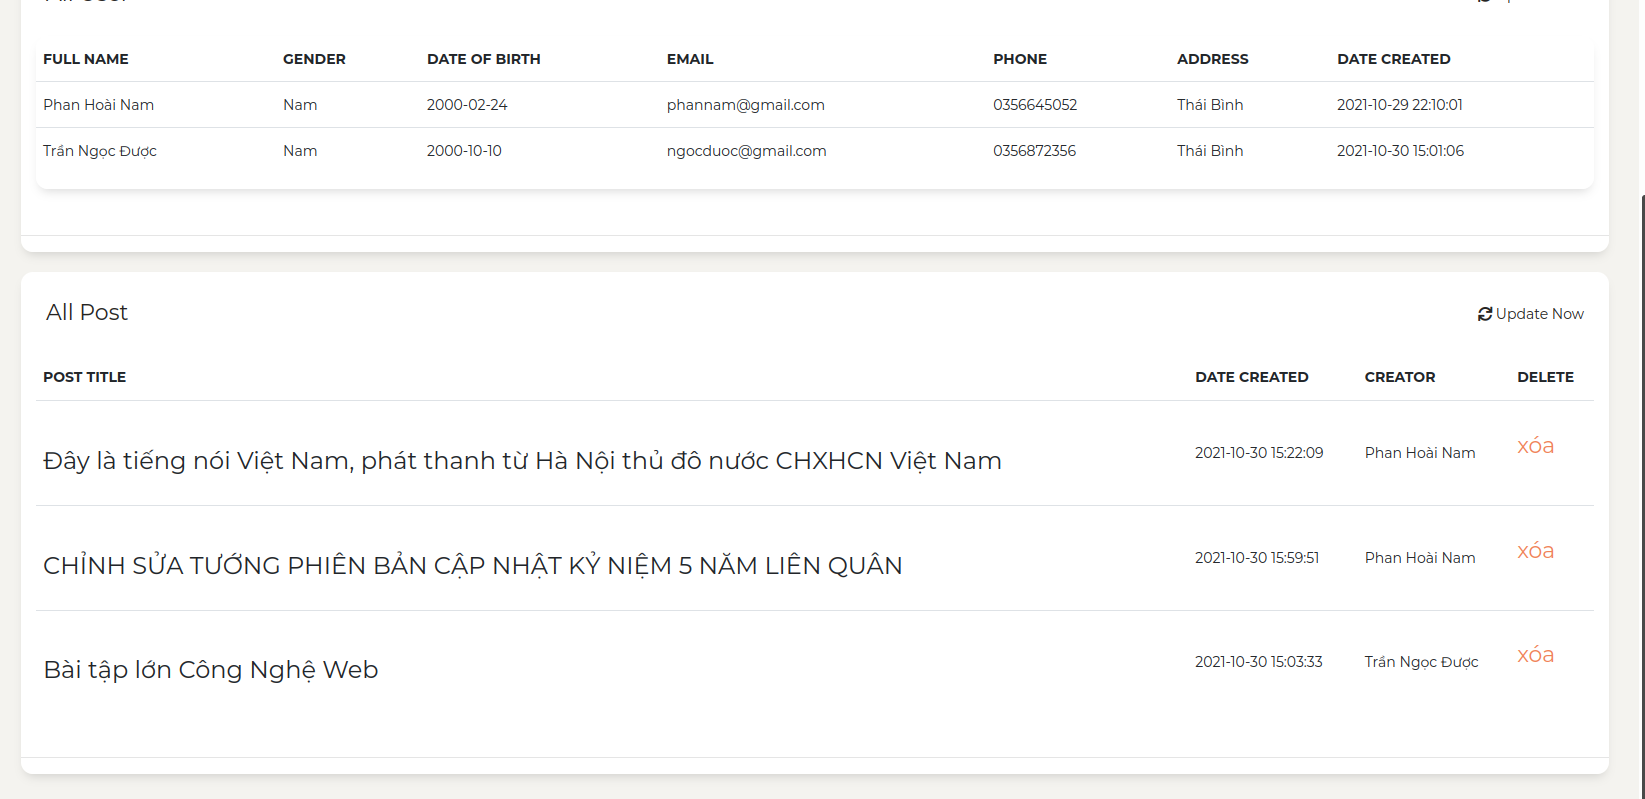 FULL NAME GENDER DATE OF BIRTH EMAIL PHONE ADDRESS DATE CREATED
Phan Hoài Nam Nam 2000-02-24 phannam@gmail.com 0356645052 Thái Bình 2021-10-29 22:10:01
Trần Ngọc Được Nam 2000-10-10 ngocduoc@gmail.com 0356872356 Thái Bình 2021-10-30 15:01:06
All Post Update Now
POST TITLE DATE CREATED CREATOR DELETE
Đây là tiếng nói Việt Nam, phát thanh từ Hà Nội thủ đô nước CHXHCN Việt Nam 2021-10-30 15:22:09 Phan Hoài Nam xóa
CHỈNH SỬA TƯỚNG PHIÊN BẢN CẬP NHẬT KỶ NIỆM 5 NĂM LIÊN QUÂN 2021-10-30 15:59:51 Phan Hoài Nam xóa
Bài tập lớn Công Nghệ Web 2021-10-30 15:03:33 Trần Ngọc Được xóa